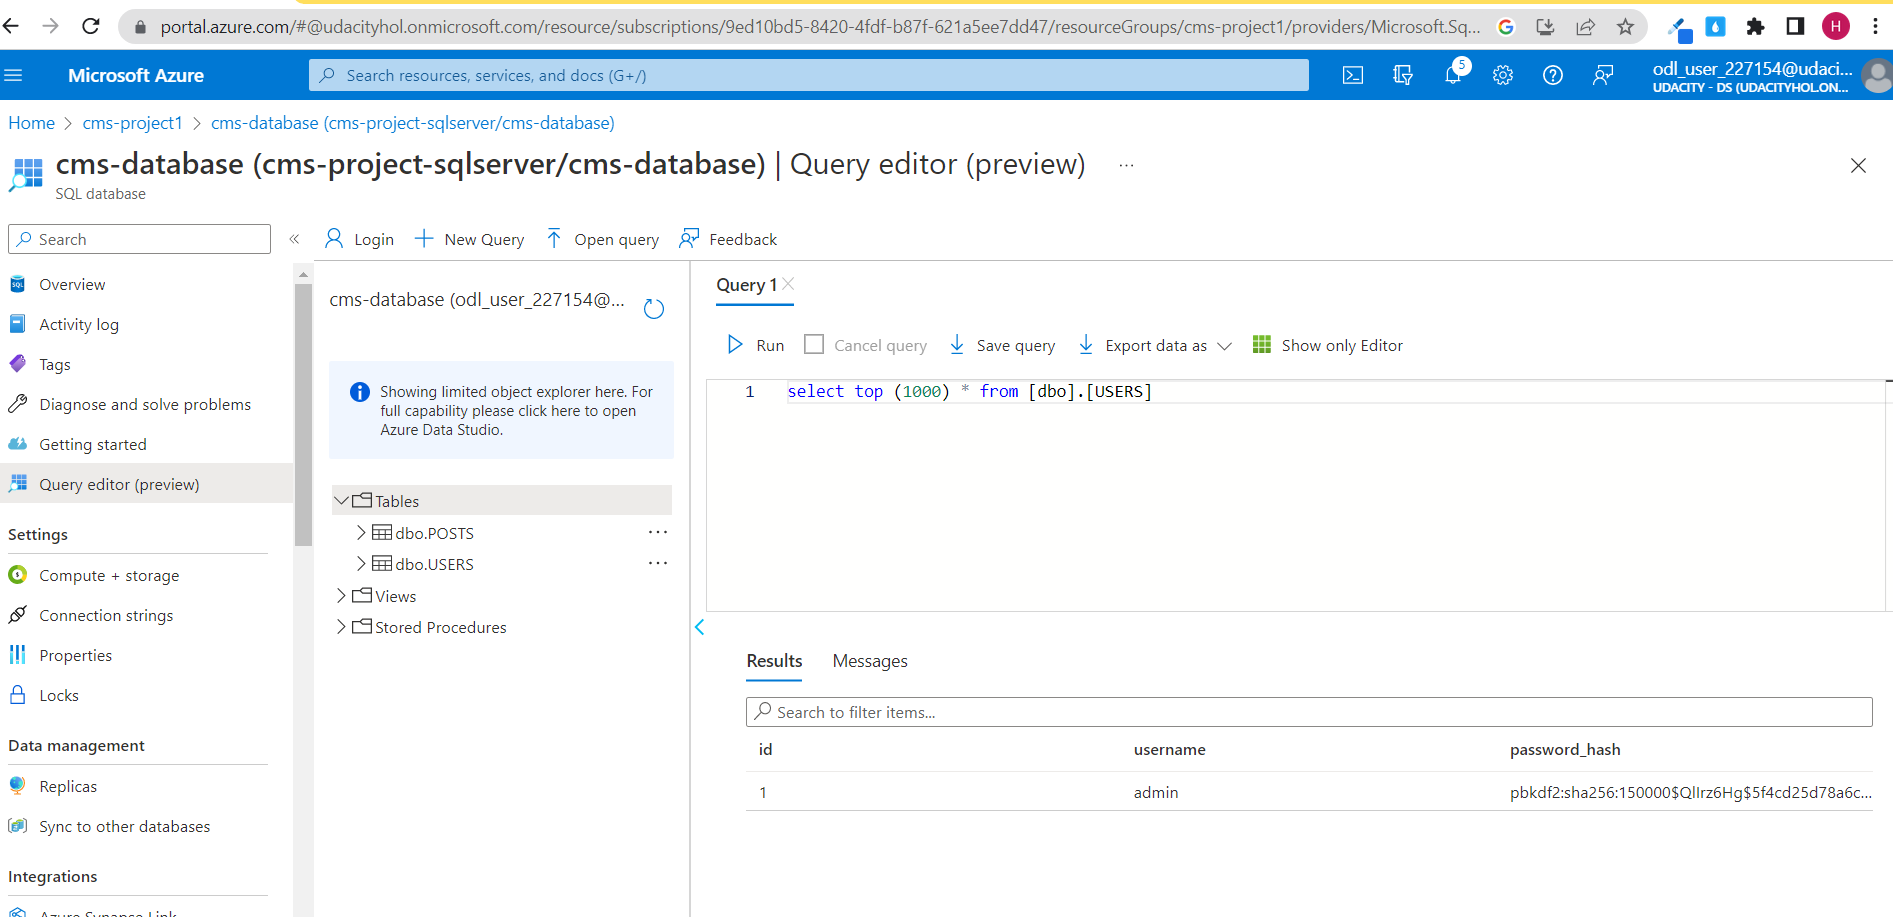 portal.azure.com/#@udacityhol.onmicrosoft.com/resource/subscriptions/9ed10bd5-8420-4fdf-b87f-621a5ee7dd47/resourceGroups/cms-project1/providers/Microsoft.Sq...
H
Microsoft Azure
Search resources, services, and docs (G+/)
5
odl_user_227154@udaci...
UDACITY - DS (UDACITYHOL.ON...
Home > cms-project1 > cms-database (cms-project-sqlserver/cms-database)
cms-database (cms-project-sqlserver/cms-database) | Query editor (preview) ...
SQL database
Search
Overview
Activity log
Tags
Diagnose and solve problems
Getting started
Query editor (preview)
Settings
Compute + storage
Connection strings
Properties
Locks
Data management
Replicas
Sync to other databases
Integrations
Azure Synapse Link
Login
New Query
Open query
Feedback
cms-database (odl_user_227154@...
Showing limited object explorer here. For
full capability please click here to open
Azure Data Studio.
Tables
dbo.POSTS
dbo.USERS
Views
Stored Procedures
Query 1
Run
Cancel query
Save query
Export data as
Show only Editor
1 select top (1000) * from [dbo].[USERS]
Results Messages
Search to filter items...
id username password_hash
1 admin pbkdf2:sha256:150000$QlIrz6Hg$5f4cd25d78a6c...